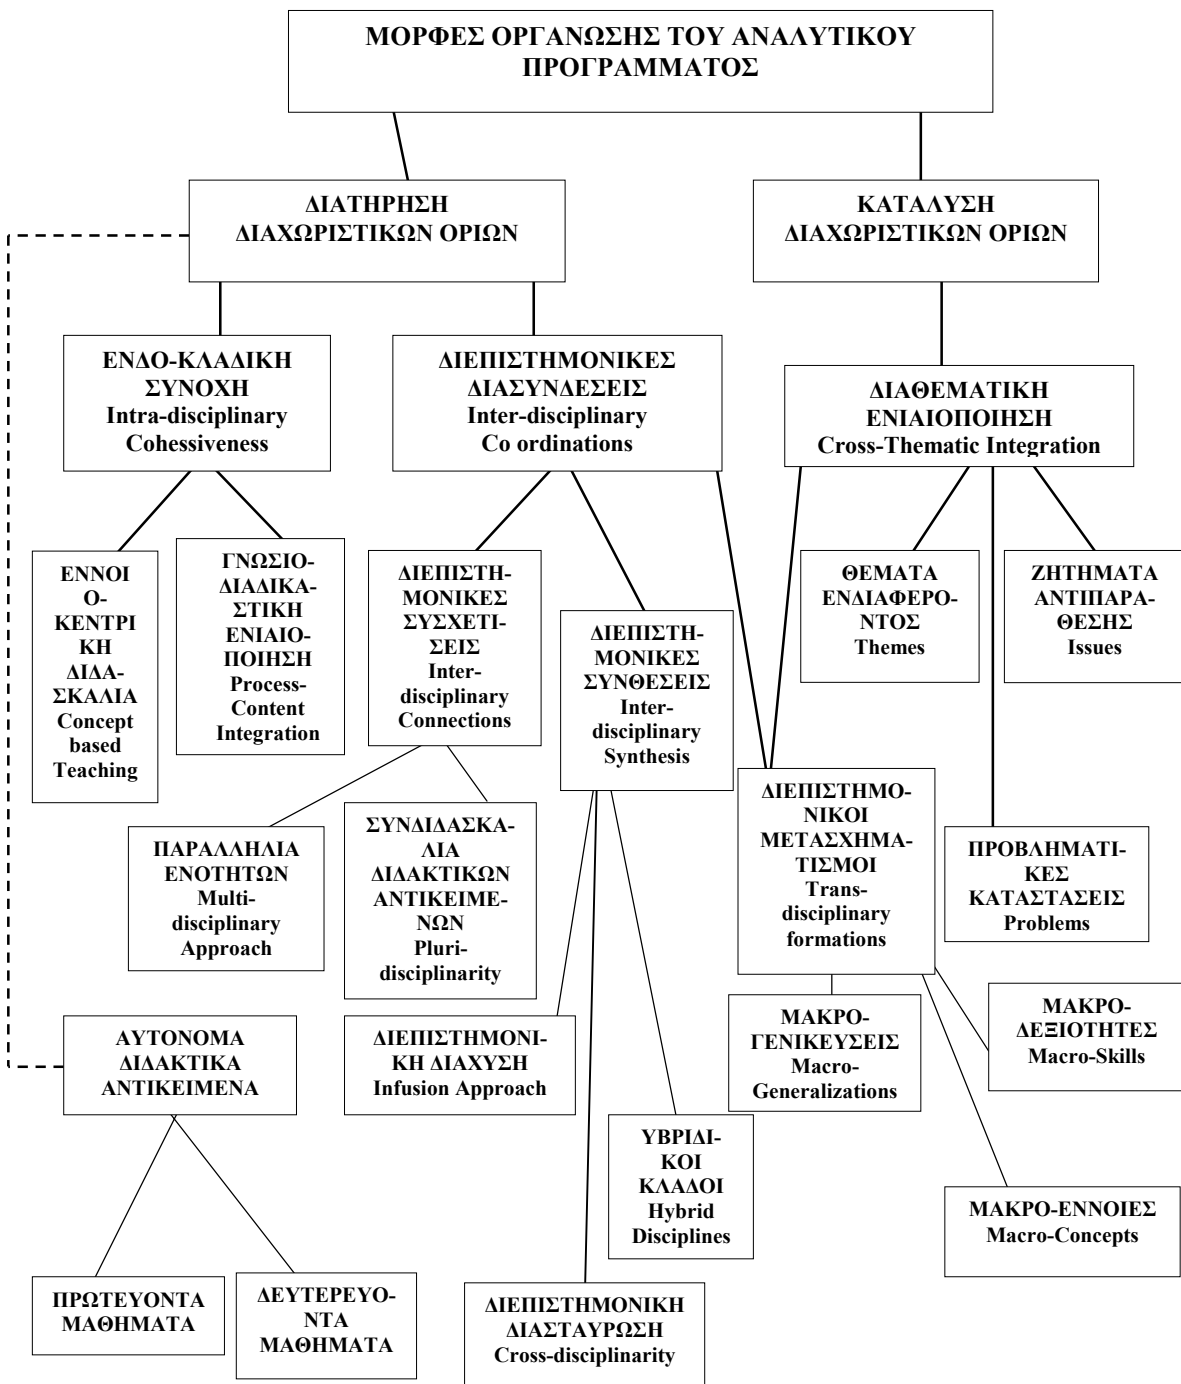 ΜΟΡΦΕΣ ΟΡΓΑΝΩΣΗΣ ΤΟΥ ΑΝΑΛΥΤΙΚΟΥ
ΠΡΟΓΡΑΜΜΑΤΟΣ
ΔΙΑΤΗΡΗΣΗ
ΔΙΑΧΩΡΙΣΤΙΚΩΝ ΟΡΙΩΝ
ΚΑΤΑΛΥΣΗ
ΔΙΑΧΩΡΙΣΤΙΚΩΝ ΟΡΙΩΝ
ΕΝΔΟ-ΚΛΑΔΙΚΗ
ΣΥΝΟΧΗ
Intra-disciplinary
Cohessiveness
ΔΙΕΠΙΣΤΗΜΟΝΙΚΕΣ
ΔΙΑΣΥΝΔΕΣΕΙΣ
Inter-disciplinary
Co ordinations
ΔΙΑΘΕΜΑΤΙΚΗ
ΕΝΙΑΙΟΠΟΙΗΣΗ
Cross-Thematic Integration
ΕΝΝΟΙ
Ο-
ΚΕΝΤΡΙ
ΚΗ
ΔΙΔΑ-
ΣΚΑΛΙΑ
Concept
based
Teaching
ΓΝΩΣΙΟ-
ΔΙΑΔΙΚΑ-
ΣΤΙΚΗ
ΕΝΙΑΙΟ-
ΠΟΙΗΣΗ
Process-
Content
Integration
ΔΙΕΠΙΣΤΗ-
ΜΟΝΙΚΕΣ
ΣΥΣΧΕΤΙ-
ΣΕΙΣ
Inter-
disciplinary
Connections
ΔΙΕΠΙΣΤΗ-
ΜΟΝΙΚΕΣ
ΣΥΝΘΕΣΕΙΣ
Inter-
disciplinary
Synthesis
ΘΕΜΑΤΑ
ΕΝΔΙΑΦΕΡΟ-
ΝΤΟΣ
Themes
ΖΗΤΗΜΑΤΑ
ΑΝΤΙΠΑΡΑ-
ΘΕΣΗΣ
Issues
ΠΑΡΑΛΛΗΛΙΑ
ΕΝΟΤΗΤΩΝ
Multi-
disciplinary
Approach
ΣΥΝΔΙΔΑΣΚΑ-
ΛΙΑ
ΔΙΔΑΚΤΙΚΩΝ
ΑΝΤΙΚΕΙΜΕ-
ΝΩΝ
Pluri-
disciplinarity
ΔΙΕΠΙΣΤΗΜΟ-
ΝΙΚΟΙ
ΜΕΤΑΣΧΗΜΑ-
ΤΙΣΜΟΙ
Trans-
disciplinary
formations
ΠΡΟΒΛΗΜΑΤΙ-
ΚΕΣ
ΚΑΤΑΣΤΑΣΕΙΣ
Problems
ΑΥΤΟΝΟΜΑ
ΔΙΔΑΚΤΙΚΑ
ΑΝΤΙΚΕΙΜΕΝΑ
ΔΙΕΠΙΣΤΗΜΟΝΙ-
ΚΗ ΔΙΑΧΥΣΗ
Infusion Approach
ΜΑΚΡΟ-
ΓΕΝΙΚΕΥΣΕΙΣ
Macro-
Generalizations
ΜΑΚΡΟ-
ΔΕΞΙΟΤΗΤΕΣ
Macro-Skills
ΥΒΡΙΔΙ-
ΚΟΙ
ΚΛΑΔΟΙ
Hybrid
Disciplines
ΜΑΚΡΟ-ΕΝΝΟΙΕΣ
Macro-Concepts
ΠΡΩΤΕΥΟΝΤΑ
ΜΑΘΗΜΑΤΑ
ΔΕΥΤΕΡΕΥΟ-
ΝΤΑ
ΜΑΘΗΜΑΤΑ
ΔΙΕΠΙΣΤΗΜΟΝΙΚΗ
ΔΙΑΣΤΑΥΡΩΣΗ
Cross-disciplinarity